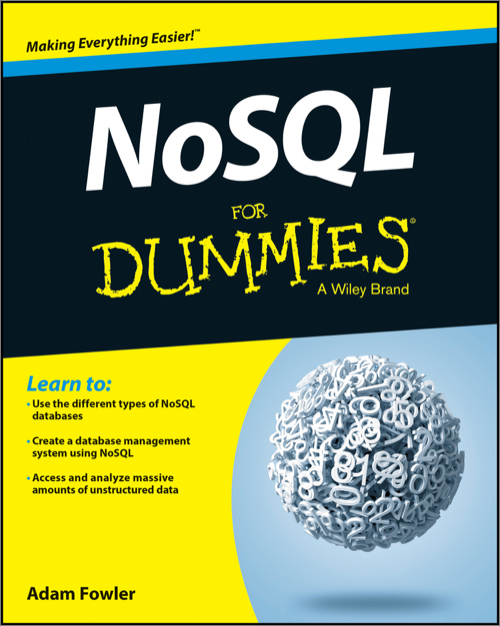 Making Everything Easier!™
NoSQL
FOR
DUMMIES®
A Wiley Brand
Learn to:
• Use the different types of NoSQL
databases
• Create a database management
system using NoSQL
• Access and analyze massive
amounts of unstructured data
Adam Fowler